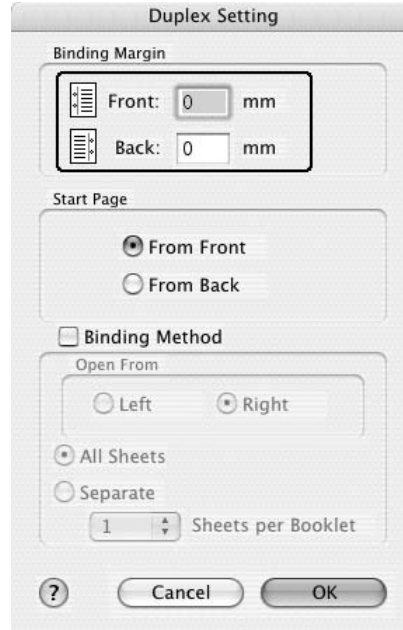 Duplex Setting
Binding Margin
Front: 0 mm
Back: 0 mm
Start Page
From Front
From Back
Binding Method
Open From
Left Right
All Sheets
Separate
1 Sheets per Booklet
? Cancel OK